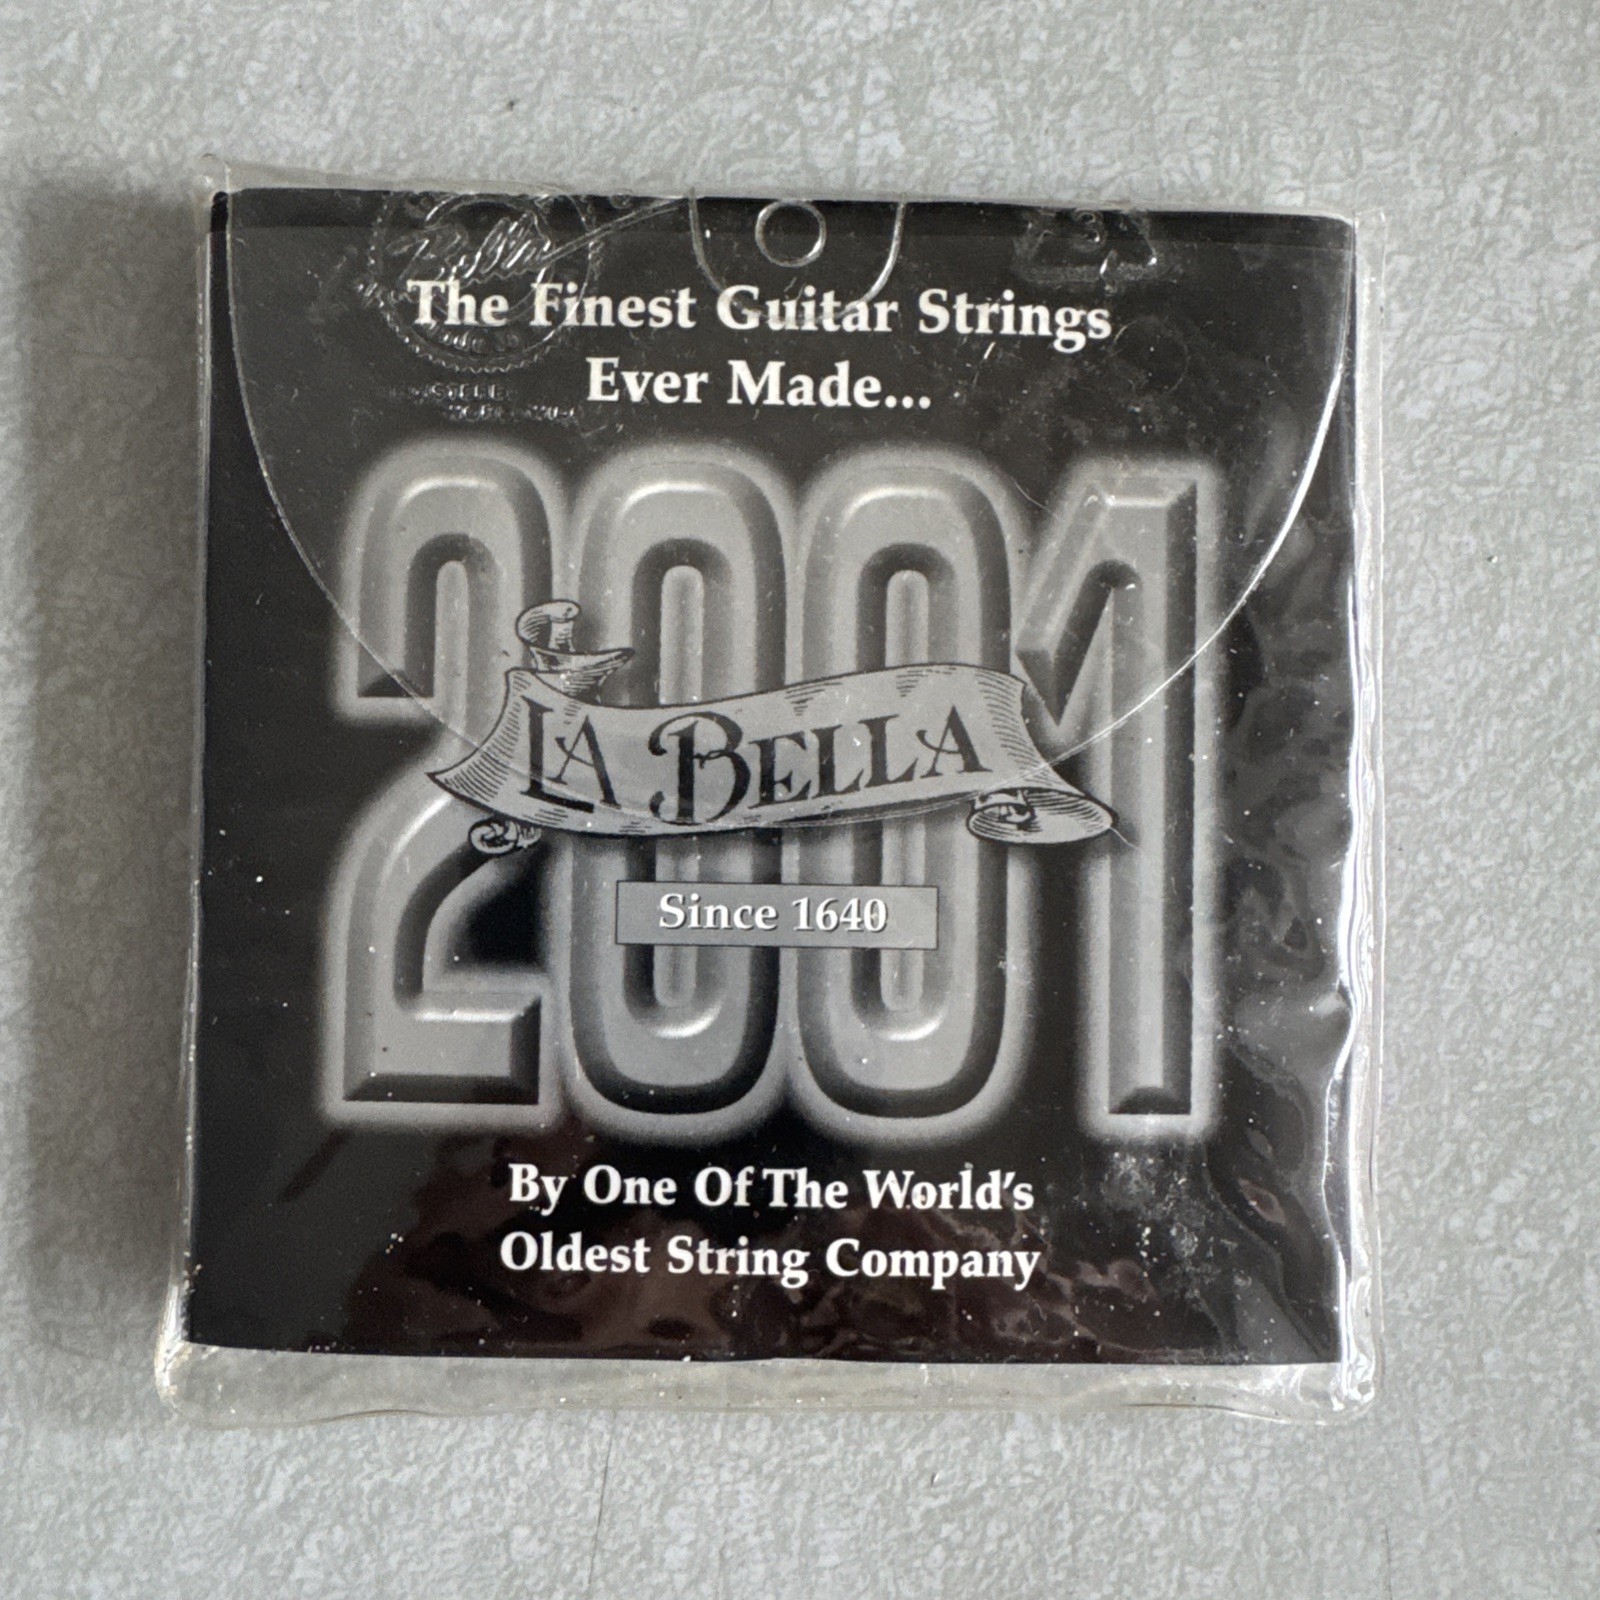 The Finest Guitar Strings
Ever Made...
2001
LA BELLA
Since 1640
By One Of The World's
Oldest String Company